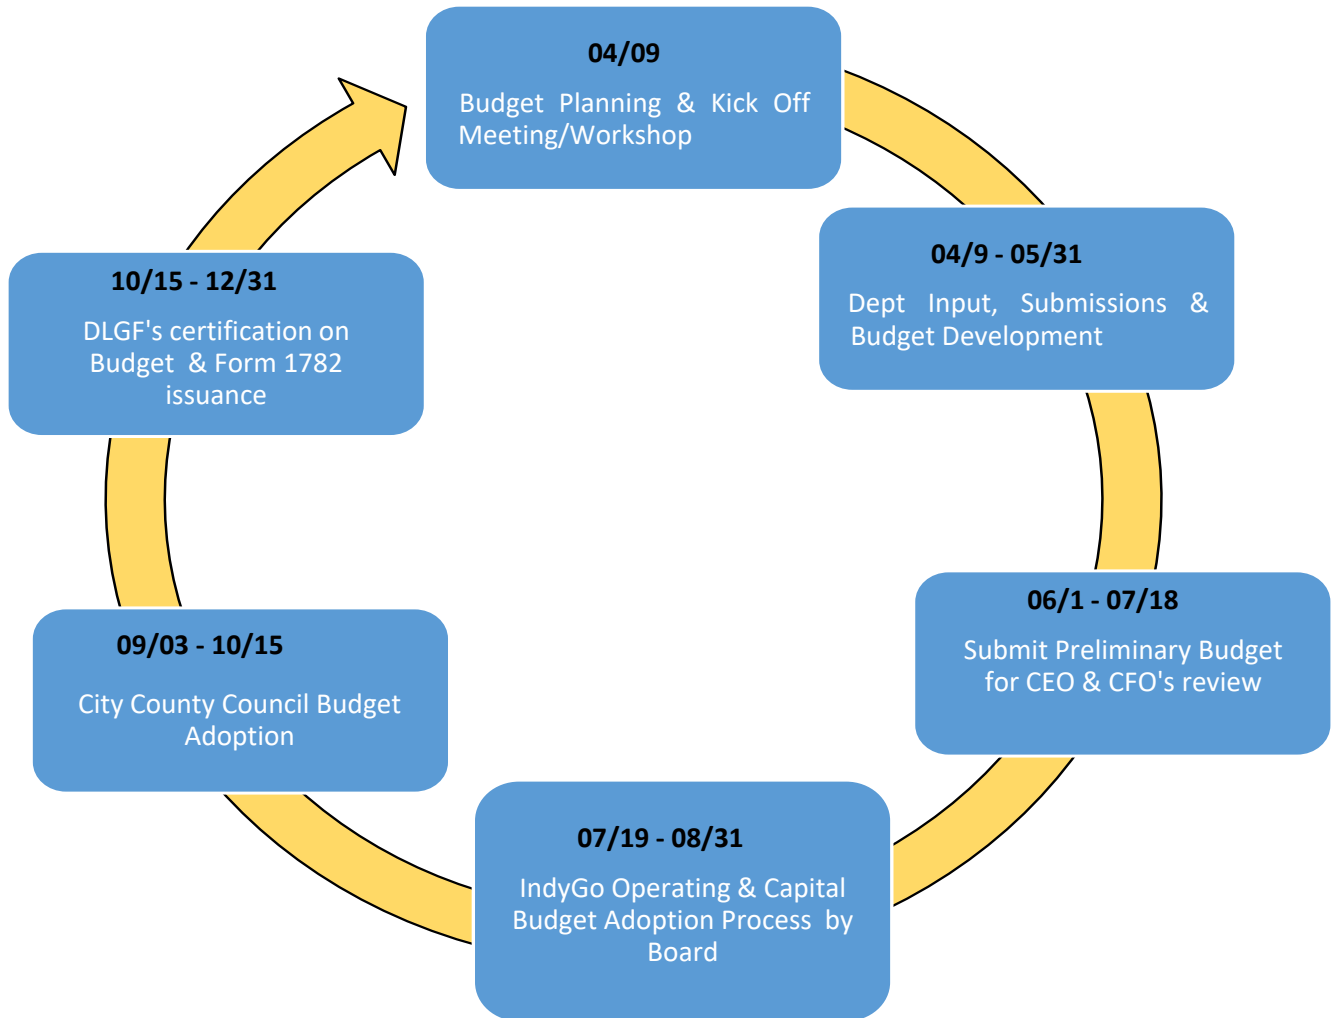 04/09
Budget Planning & Kick Off
Meeting/Workshop
04/9 - 05/31
Dept Input, Submissions &
Budget Development
06/1 - 07/18
Submit Preliminary Budget
for CEO & CFO's review
07/19 - 08/31
IndyGo Operating & Capital
Budget Adoption Process by
Board
09/03 - 10/15
City County Council Budget
Adoption
10/15 - 12/31
DLGF's certification on
Budget & Form 1782
issuance